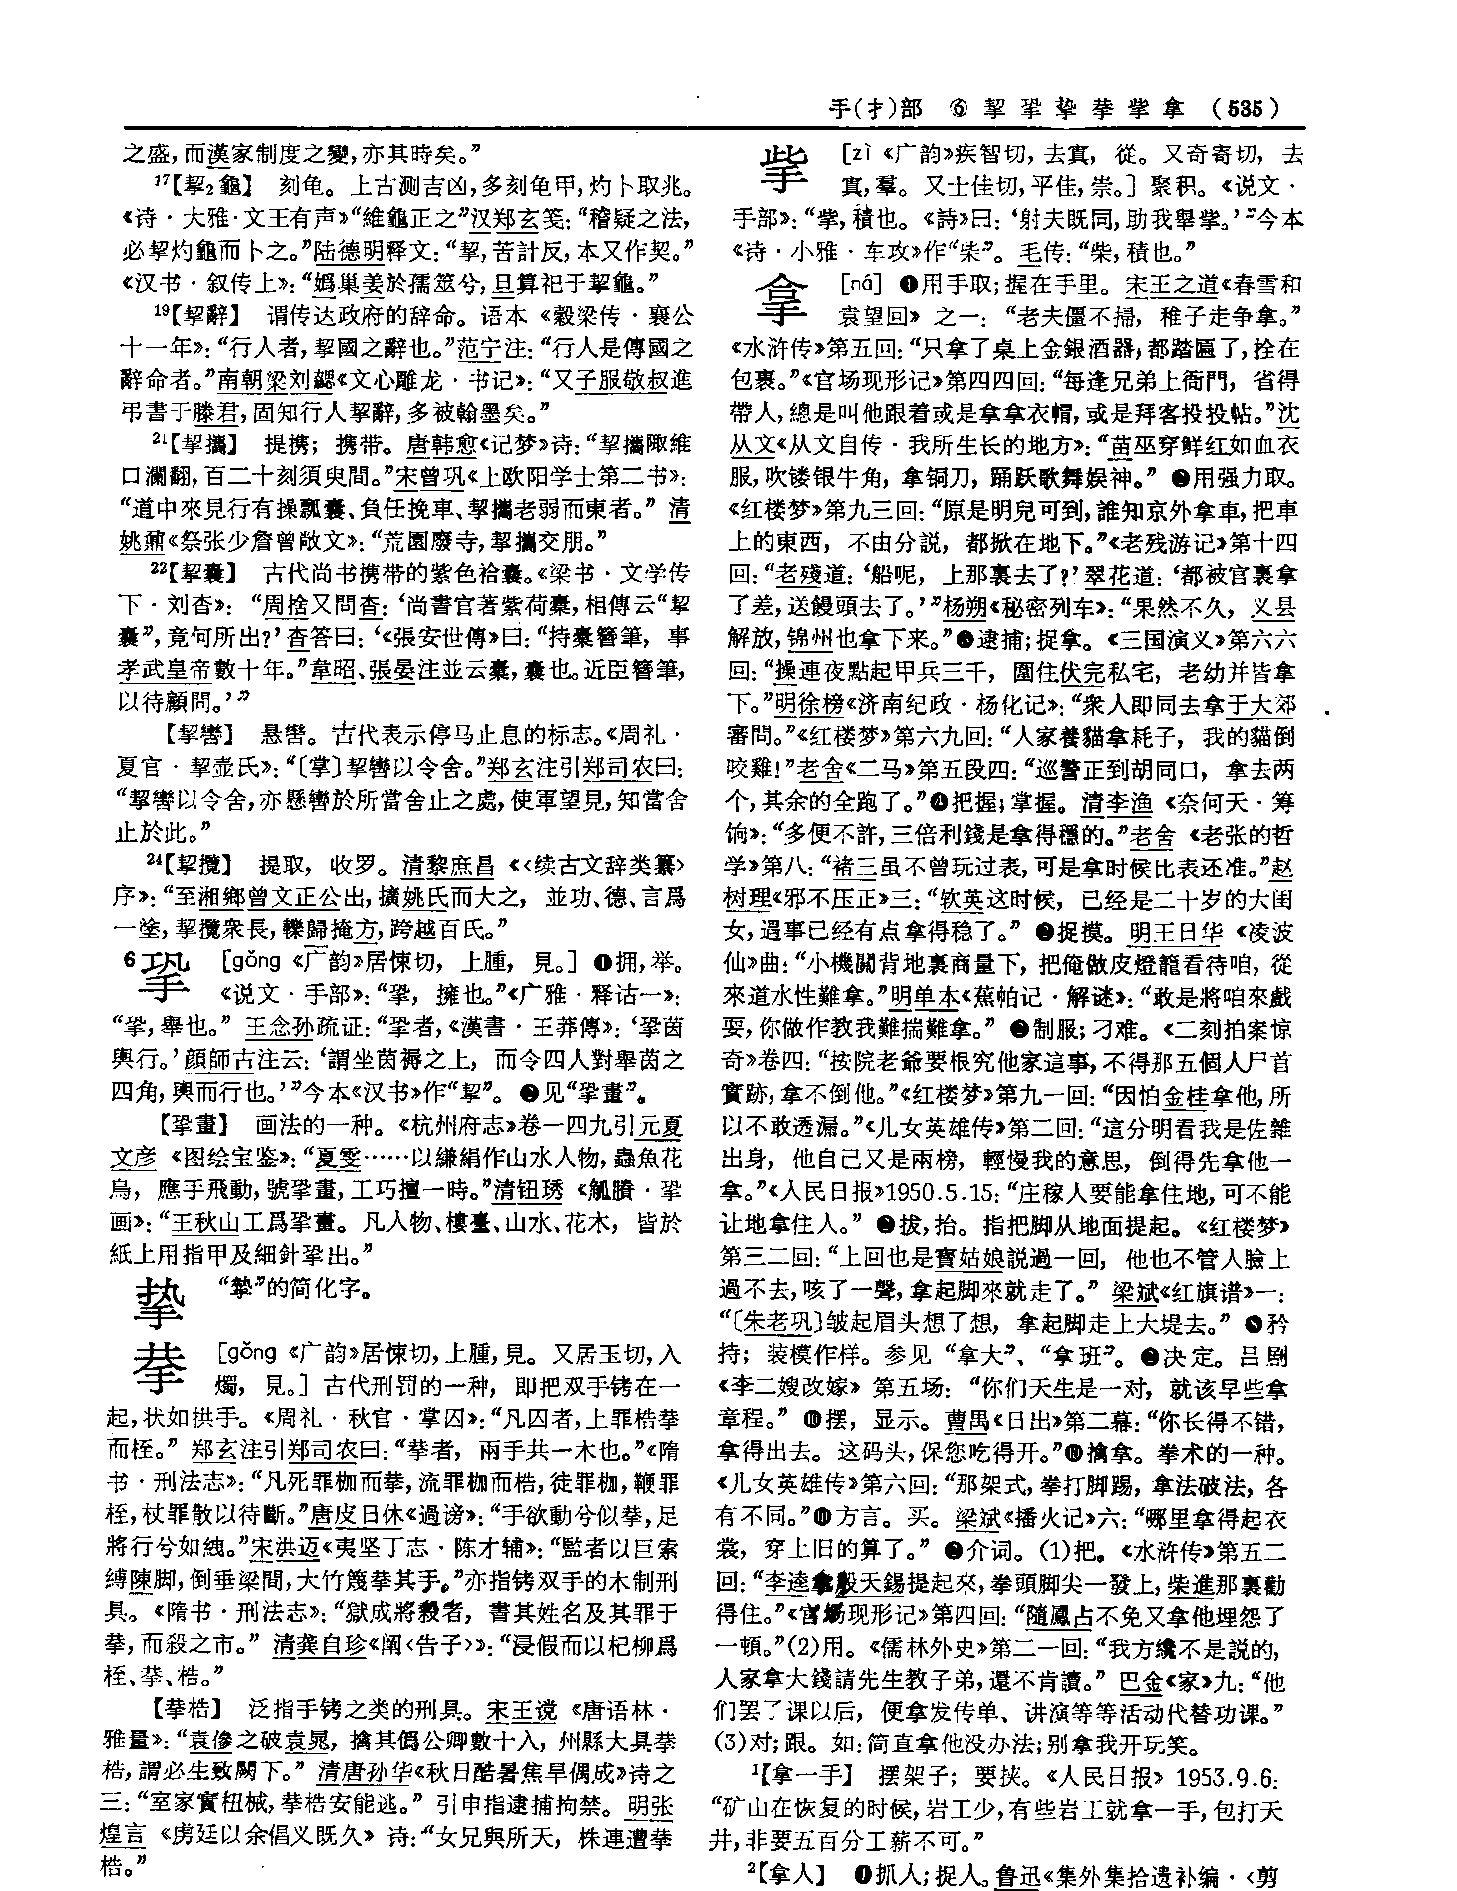 手(扌)部 ⑥ 挈 挐 挚 拲 掌 拿 (535)
之盛，而漢家制度之變，亦其時矣。”
17【挈2龜】 刻龟。上古测吉凶，多刻龟甲，灼卜取兆。
《诗·大雅·文王有声》“維龜正之”汉郑玄笺：“稽疑之法，
必挈灼龜而卜之。”陆德明释文：“挈，苦計反，本又作契。”
《汉书·叙传上》：“媯巢姜於孺筮兮，旦算祀于挈龜。”
19【挈辭】 谓传达政府的辞命。语本《穀梁传·襄公
十一年》：“行人者，挈國之辭也。”范宁注：“行人是傳國之
辭命者。”南朝梁刘勰《文心雕龙·书记》：“又子服敬叔進
弔書于滕君，固知行人挈辭，多被翰墨矣。”
21【挈攜】 提携；携带。唐韩愈《记梦》诗：“挈攜陬維
口瀾翻，百二十刻須臾間。”宋曾巩《上欧阳学士第二书》：
“道中來見行有操瓢囊、負任挽車、挈攜老弱而東者。”清
姚鼐《祭张少詹曾敞文》：“荒園廢寺，挈攜交朋。”
22【挈囊】 古代尚书携带的紫色袷囊。《梁书·文学传
下·刘杳》：“周捨又問杳：‘尚書官著紫荷橐，相傳云“挈
囊”，竟何所出？’杳答曰：‘《張安世傳》曰：“持橐簪筆，事
孝武皇帝數十年。”韋昭、張晏注並云橐，囊也。近臣簪筆，
以待顧問。’”
【挈轡】 悬辔。古代表示停马止息的标志。《周礼·
夏官·挈壶氏》：“〔掌〕挈轡以令舍。”郑玄注引郑司农曰：
“挈轡以令舍，亦懸轡於所當舍止之處，使軍望見，知當舍
止於此。”
24【挈攬】 提取，收罗。清黎庶昌《〈续古文辞类纂〉
序》：“至湘鄉曾文正公出，擴姚氏而大之，並功、德、言爲
一塗，挈攬衆長，轢歸掩方，跨越百氏。”
6 㧬 [gǒng《广韵》居悚切，上腫，見。] ❶拥，举。
《说文·手部》：“㧬，擁也。”《广雅·释诂一》：
“㧬，舉也。” 王念孙疏证：“㧬者，《漢書·王莽傳》：‘㧬茵
輿行。’顔師古注云：‘謂坐茵褥之上，而令四人對舉茵之
四角，輿而行也。’”今本《汉书》作“挈”。 ❷见“㧬畫”。
【㧬畫】 画法的一种。《杭州府志》卷一四九引元夏
文彦《图绘宝鉴》：“夏雯……以縑絹作山水人物，蟲魚花
鳥，應手飛動，號㧬畫，工巧擅一時。”清钮琇《觚賸·㧬
画》：“王秋山工爲㧬畫。凡人物、樓臺、山水、花木，皆於
紙上用指甲及細針㧬出。”
挚 “摯”的简化字。
拲 [gǒng《广韵》居悚切，上腫，見。又居玉切，入
燭，見。] 古代刑罚的一种，即把双手铐在一
起，状如拱手。《周礼·秋官·掌囚》：“凡囚者，上罪梏拲
而桎。” 郑玄注引郑司农曰：“拲者，兩手共一木也。”《隋
书·刑法志》：“凡死罪枷而拲，流罪枷而梏，徒罪枷，鞭罪
桎，杖罪散以待斷。”唐皮日休《過謗》：“手欲動兮似拲，足
將行兮如絏。”宋洪迈《夷坚丁志·陈才辅》：“監者以巨索
縛陳脚，倒垂梁間，大竹篾拲其手。”亦指铐双手的木制刑
具。《隋书·刑法志》：“獄成將殺者，書其姓名及其罪于
拲，而殺之市。” 清龚自珍《阐〈告子〉》：“浸假而以杞柳爲
桎、拲、梏。”
【拲梏】 泛指手铐之类的刑具。宋王谠《唐语林·
雅量》：“袁傪之破袁晁，擒其僞公卿數十人，州縣大具拲
梏，謂必生致闕下。” 清唐孙华《秋日酷暑焦旱偶成》诗之
三：“室家實杻械，拲梏安能逃。” 引申指逮捕拘禁。明张
煌言《虏廷以余倡义既久》诗：“女兄與所天，株連遭拲
梏。”
掌 [zì《广韵》疾智切，去寘，從。又奇寄切，去
寘，羣。又士佳切，平佳，崇。] 聚积。《说文·
手部》：“掌，積也。《詩》曰：‘射夫既同，助我舉掌。’”今本
《诗·小雅·车攻》作“柴”。毛传：“柴，積也。”
拿 [ná] ❶用手取；握在手里。宋王之道《春雪和
袁望回》之一：“老夫僵不掃，稚子走争拿。”
《水浒传》第五回：“只拿了桌上金銀酒器，都踏匾了，拴在
包裹。”《官场现形记》第四四回：“每逢兄弟上衙門，省得
帶人，總是叫他跟着或是拿拿衣帽，或是拜客投投帖。”沈
从文《从文自传·我所生长的地方》：“苗巫穿鲜红如血衣
服，吹镂银牛角，拿铜刀，踊跃歌舞娱神。” ❷用强力取。
《红楼梦》第九三回：“原是明兒可到，誰知京外拿車，把車
上的東西，不由分説，都掀在地下。”《老残游记》第十四
回：“老殘道：‘船呢，上那裏去了？’翠花道：‘都被官裏拿
了差，送饅頭去了。’”杨朔《秘密列车》：“果然不久，义县
解放，锦州也拿下来。”❸逮捕；捉拿。《三国演义》第六六
回：“操連夜點起甲兵三千，圍住伏完私宅，老幼并皆拿
下。”明徐榜《济南纪政·杨化记》：“衆人即同去拿于大郊
審問。”《红楼梦》第六九回：“人家養貓拿耗子，我的貓倒
咬雞！”老舍《二马》第五段四：“巡警正到胡同口，拿去两
个，其余的全跑了。”❹把握；掌握。清李渔《奈何天·筹
饷》：“多便不許，三倍利錢是拿得穩的。”老舍《老张的哲
学》第八：“褚三虽不曾玩过表，可是拿时候比表还准。”赵
树理《邪不压正》三：“软英这时候，已经是二十岁的大闺
女，遇事已经有点拿得稳了。” ❺捉摸。明王日华《凌波
仙》曲：“小機關背地裏商量下，把俺做皮燈籠看待咱，從
來道水性難拿。”明单本《蕉帕记·解谜》：“敢是將咱來戲
耍，你做作教我難揣難拿。” ❻制服；刁难。《二刻拍案惊
奇》卷四：“按院老爺要根究他家這事，不得那五個人尸首
實跡，拿不倒他。”《红楼梦》第九一回：“因怕金桂拿他，所
以不敢透漏。”《儿女英雄传》第二回：“這分明看我是佐雜
出身，他自己又是兩榜，輕慢我的意思，倒得先拿他一
拿。”《人民日报》1950.5.15：“庄稼人要能拿住地，可不能
让地拿住人。” ❼拔，抬。指把脚从地面提起。《红楼梦》
第三二回：“上回也是寶姑娘説過一回，他也不管人臉上
過不去，咳了一聲，拿起脚來就走了。” 梁斌《红旗谱》一：
“〔朱老巩〕皱起眉头想了想，拿起脚走上大堤去。” ❽矜
持；装模作样。参见“拿大”、“拿班”。 ❾决定。吕剧
《李二嫂改嫁》第五场：“你们天生是一对，就该早些拿
章程。” ❿摆，显示。曹禺《日出》第二幕：“你长得不错，
拿得出去。这码头，保您吃得开。”⓫擒拿。拳术的一种。
《儿女英雄传》第六回：“那架式，拳打脚踢，拿法破法，各
有不同。”⓬方言。买。梁斌《播火记》六：“哪里拿得起衣
裳，穿上旧的算了。” ⓭介词。(1)把。《水浒传》第五二
回：“李逵拿殷天錫提起來，拳頭脚尖一發上，柴進那裏勸
得住。”《官场现形记》第四回：“隨鳳占不免又拿他埋怨了
一頓。”(2)用。《儒林外史》第二一回：“我方纔不是説的，
人家拿大錢請先生教子弟，還不肯讀。” 巴金《家》九：“他
们罢了课以后，便拿发传单、讲演等等活动代替功课。”
(3)对；跟。如：简直拿他没办法；别拿我开玩笑。
1【拿一手】 摆架子；要挟。《人民日报》1953.9.6：
“矿山在恢复的时候，岩工少，有些岩工就拿一手，包打天
井，非要五百分工薪不可。”
2【拿人】 ❶抓人；捉人。鲁迅《集外集拾遗补编·〈剪